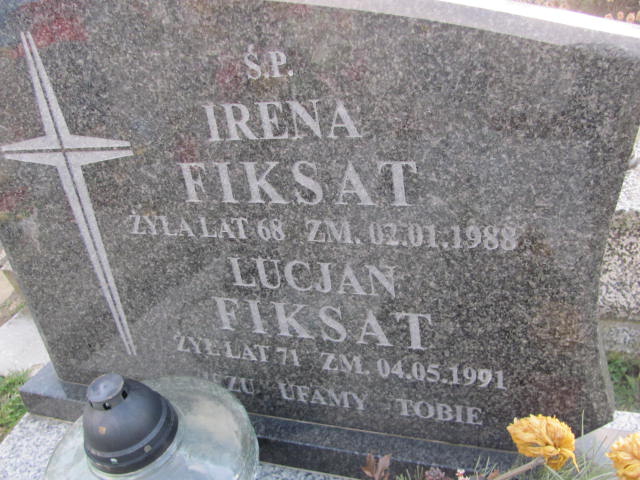 Ś.P.
IRENA
FIKSAT
ŻYŁA LAT 68 ZM. 02.01.1988
LUCJAN
FIKSAT
ŻYŁ LAT 71 ZM. 04.05.1991
UFAMY TOBIE